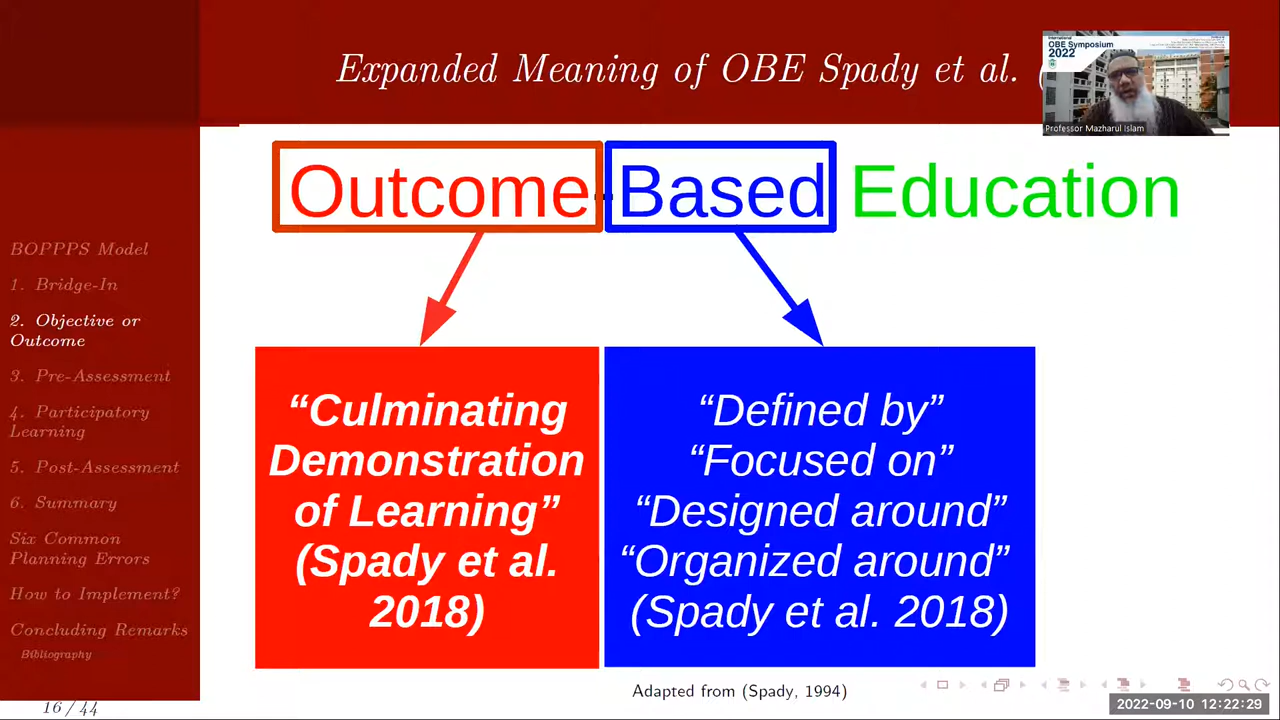 Expanded Meaning of OBE Spady et al. (
International
OBE Symposium
2022
Professor Mazharul Islam
Outcome-Based Education
BOPPPS Model
1. Bridge-In
2. Objective or
Outcome
3. Pre-Assessment
4. Participatory
Learning
5. Post-Assessment
6. Summary
Six Common
Planning Errors
How to Implement?
Concluding Remarks
Bibliography
“Culminating
Demonstration
of Learning”
(Spady et al.
2018)
“Defined by”
“Focused on”
“Designed around”
“Organized around”
(Spady et al. 2018)
Adapted from (Spady, 1994)
16 / 44
2022-09-10 12:22:29